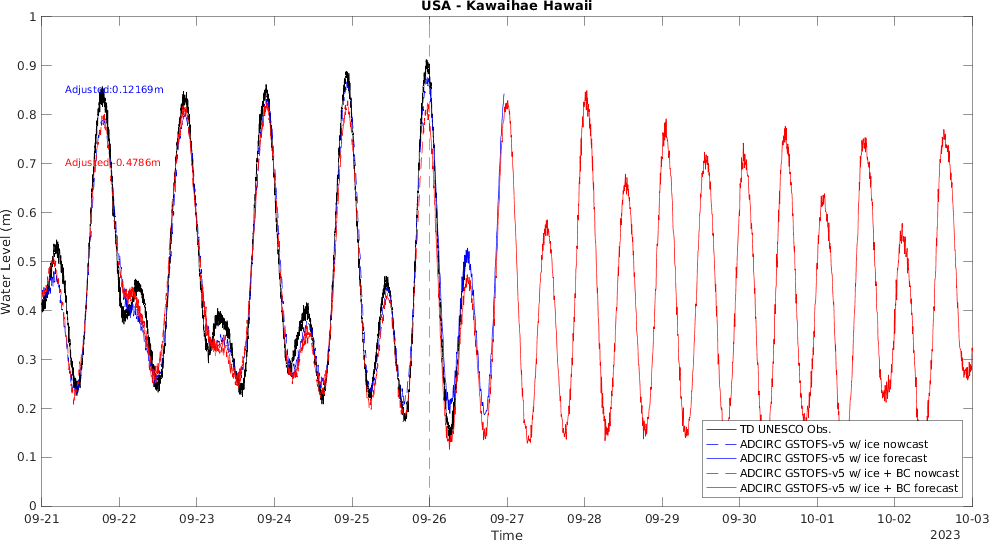 USA - Kawaihae Hawaii
1
0.9
0.8
0.7
0.6
0.5
0.4
0.3
0.2
0.1
0
Water Level (m)
Adjusted:0.12169m
Adjusted:-0.4786m
TD UNESCO Obs.
ADCIRC GSTOFS-v5 w/ ice nowcast
ADCIRC GSTOFS-v5 w/ ice forecast
ADCIRC GSTOFS-v5 w/ ice + BC nowcast
ADCIRC GSTOFS-v5 w/ ice + BC forecast
09-21 09-22 09-23 09-24 09-25 09-26 09-27 09-28 09-29 09-30 10-01 10-02 10-03
Time
2023